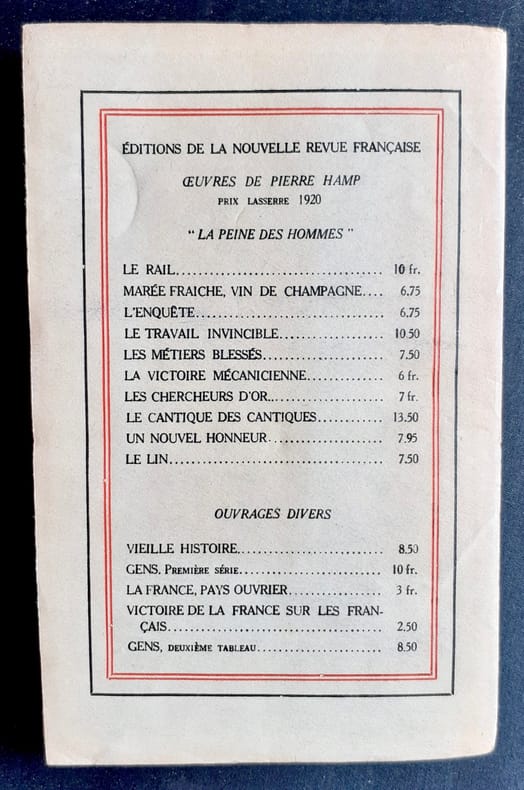 ÉDITIONS DE LA NOUVELLE REVUE FRANÇAISE
ŒUVRES DE PIERRE HAMP
PRIX LASSERRE 1920
“ LA PEINE DES HOMMES ”
LE RAIL.................................. 10 fr.
MARÉE FRAICHE, VIN DE CHAMPAGNE.... 6.75
L'ENQUÊTE............................... 6.75
LE TRAVAIL INVINCIBLE................. 10.50
LES MÉTIERS BLESSÉS.................... 7.50
LA VICTOIRE MÉCANICIENNE............. 6 fr.
LES CHERCHEURS D'OR.................. 7 fr.
LE CANTIQUE DES CANTIQUES........... 13.50
UN NOUVEL HONNEUR................... 7.95
LE LIN................................... 7.50
OUVRAGES DIVERS
VIEILLE HISTOIRE........................ 8.50
GENS, PREMIÈRE SÉRIE....................... 10 fr.
LA FRANCE, PAYS OUVRIER............... 3 fr.
VICTOIRE DE LA FRANCE SUR LES FRAN-
ÇAIS................................... 2.50
GENS, DEUXIÈME TABLEAU..................... 8.50